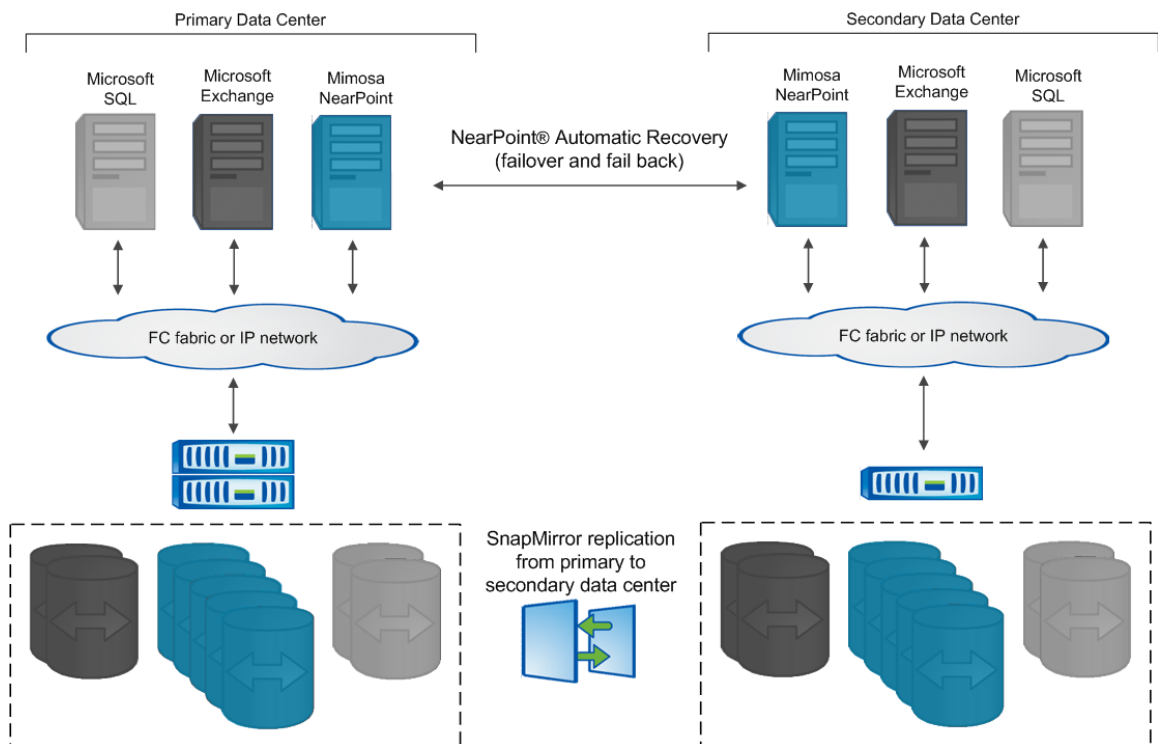 Primary Data Center
Secondary Data Center
Microsoft
SQL
Microsoft
Exchange
Mimosa
NearPoint
Mimosa
NearPoint
Microsoft
Exchange
Microsoft
SQL
NearPoint® Automatic Recovery
(failover and fail back)
FC fabric or IP network
FC fabric or IP network
SnapMirror replication
from primary to
secondary data center